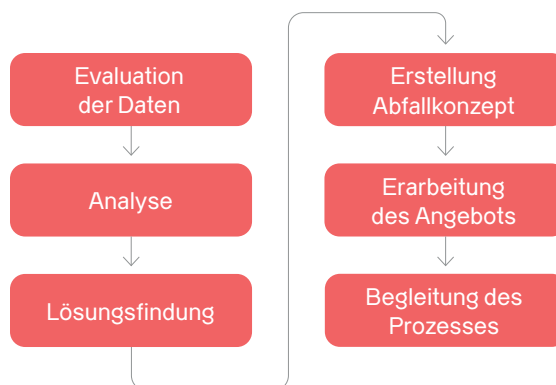 Evaluation
der Daten
Analyse
Lösungsfindung
Erstellung
Abfallkonzept
Erarbeitung
des Angebots
Begleitung des
Prozesses